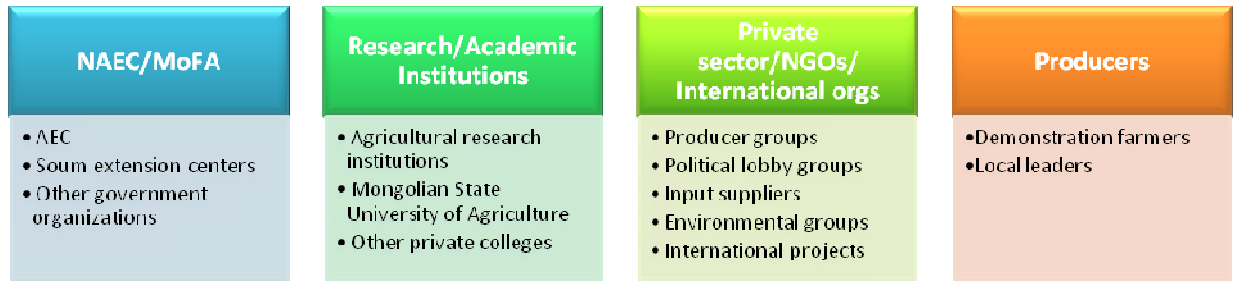 NAEC/MoFA
• AEC
• Soum extension centers
• Other government
organizations
Research/Academic
Institutions
• Agricultural research
institutions
• Mongolian State
University of Agriculture
• Other private colleges
Private
sector/NGOs/
International orgs
• Producer groups
• Political lobby groups
• Input suppliers
• Environmental groups
• International projects
Producers
•Demonstration farmers
•Local leaders